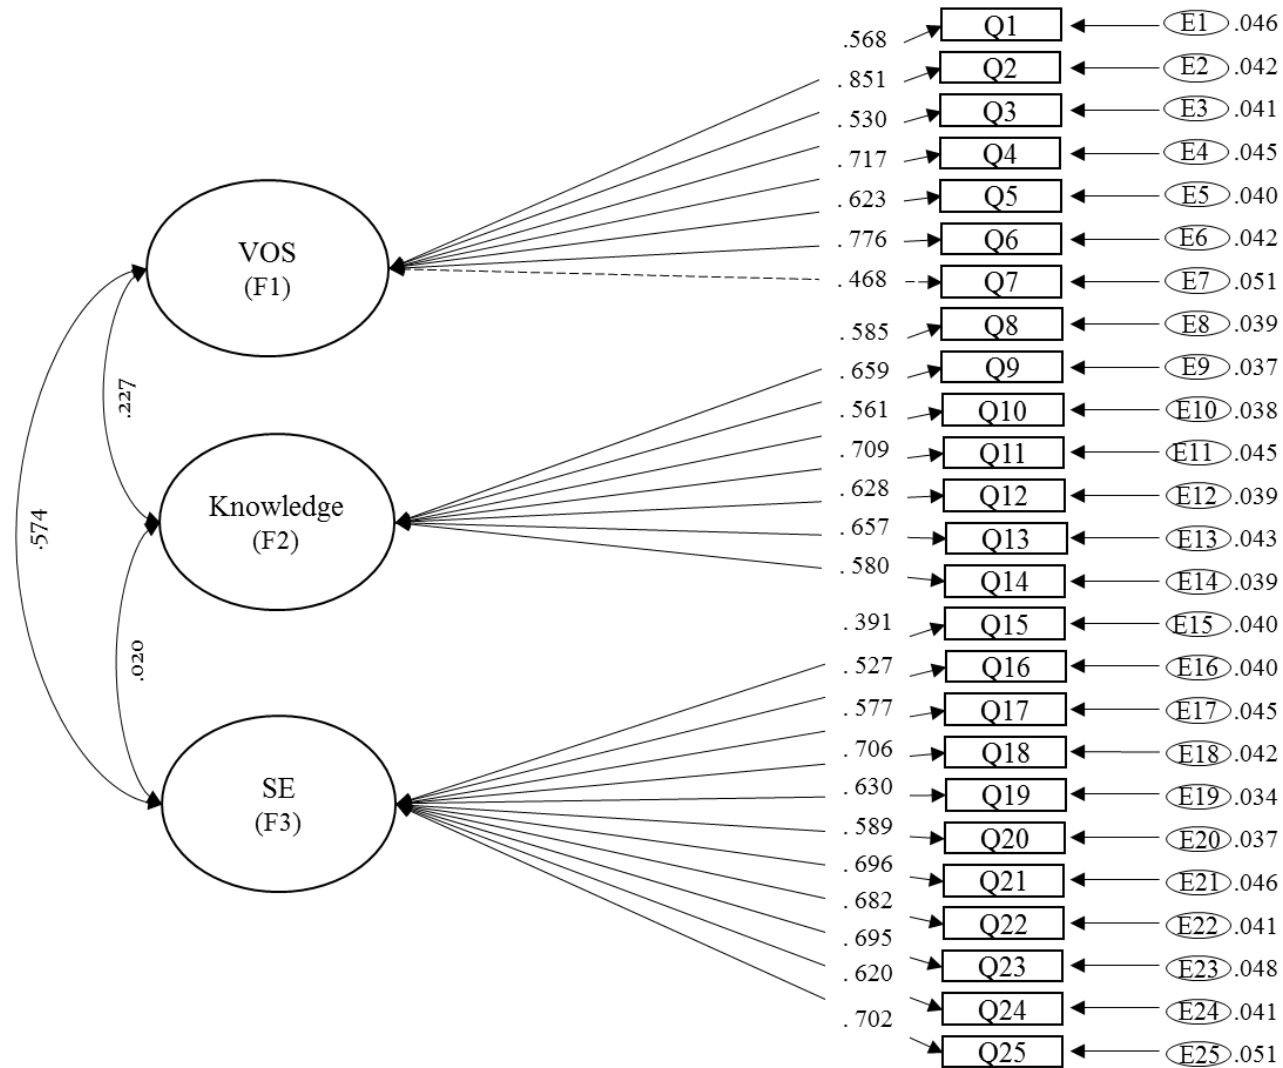 .568 Q1 E1 .046
. 851 Q2 E2 .042
. 530 Q3 E3 .041
. 717 Q4 E4 .045
. 623 Q5 E5 .040
. 776 Q6 E6 .042
. 468 Q7 E7 .051
. 585 Q8 E8 .039
. 659 Q9 E9 .037
. 561 Q10 E10 .038
. 709 Q11 E11 .045
. 628 Q12 E12 .039
. 657 Q13 E13 .043
. 580 Q14 E14 .039
. 391 Q15 E15 .040
. 527 Q16 E16 .040
. 577 Q17 E17 .045
. 706 Q18 E18 .042
. 630 Q19 E19 .034
. 589 Q20 E20 .037
. 696 Q21 E21 .046
. 682 Q22 E22 .041
. 695 Q23 E23 .048
. 620 Q24 E24 .041
. 702 Q25 E25 .051
VOS
(F1)
.227
Knowledge
(F2)
.574
.020
SE
(F3)